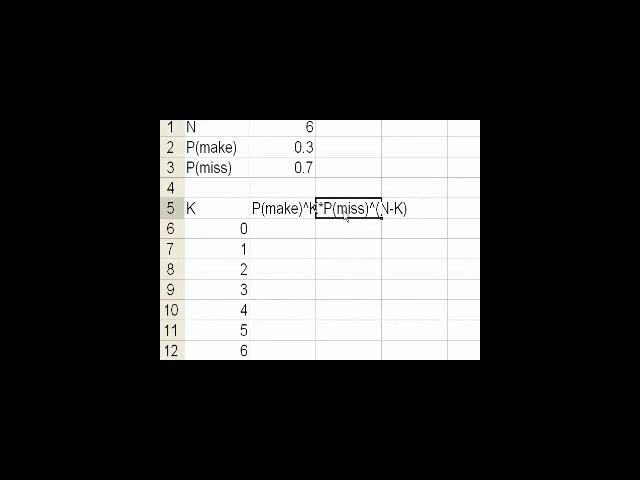 1 N 6
2 P(make) 0.3
3 P(miss) 0.7
4
5 K P(make)^K*P(miss)^(N-K)
6 0
7 1
8 2
9 3
10 4
11 5
12 6